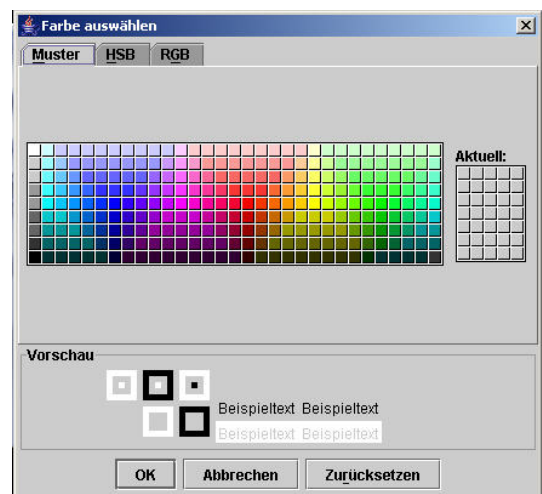 Farbe auswählen
Muster HSB RGB
Aktuell:
Vorschau
Beispieltext Beispieltext
Beispieltext Beispieltext
OK Abbrechen Zurücksetzen